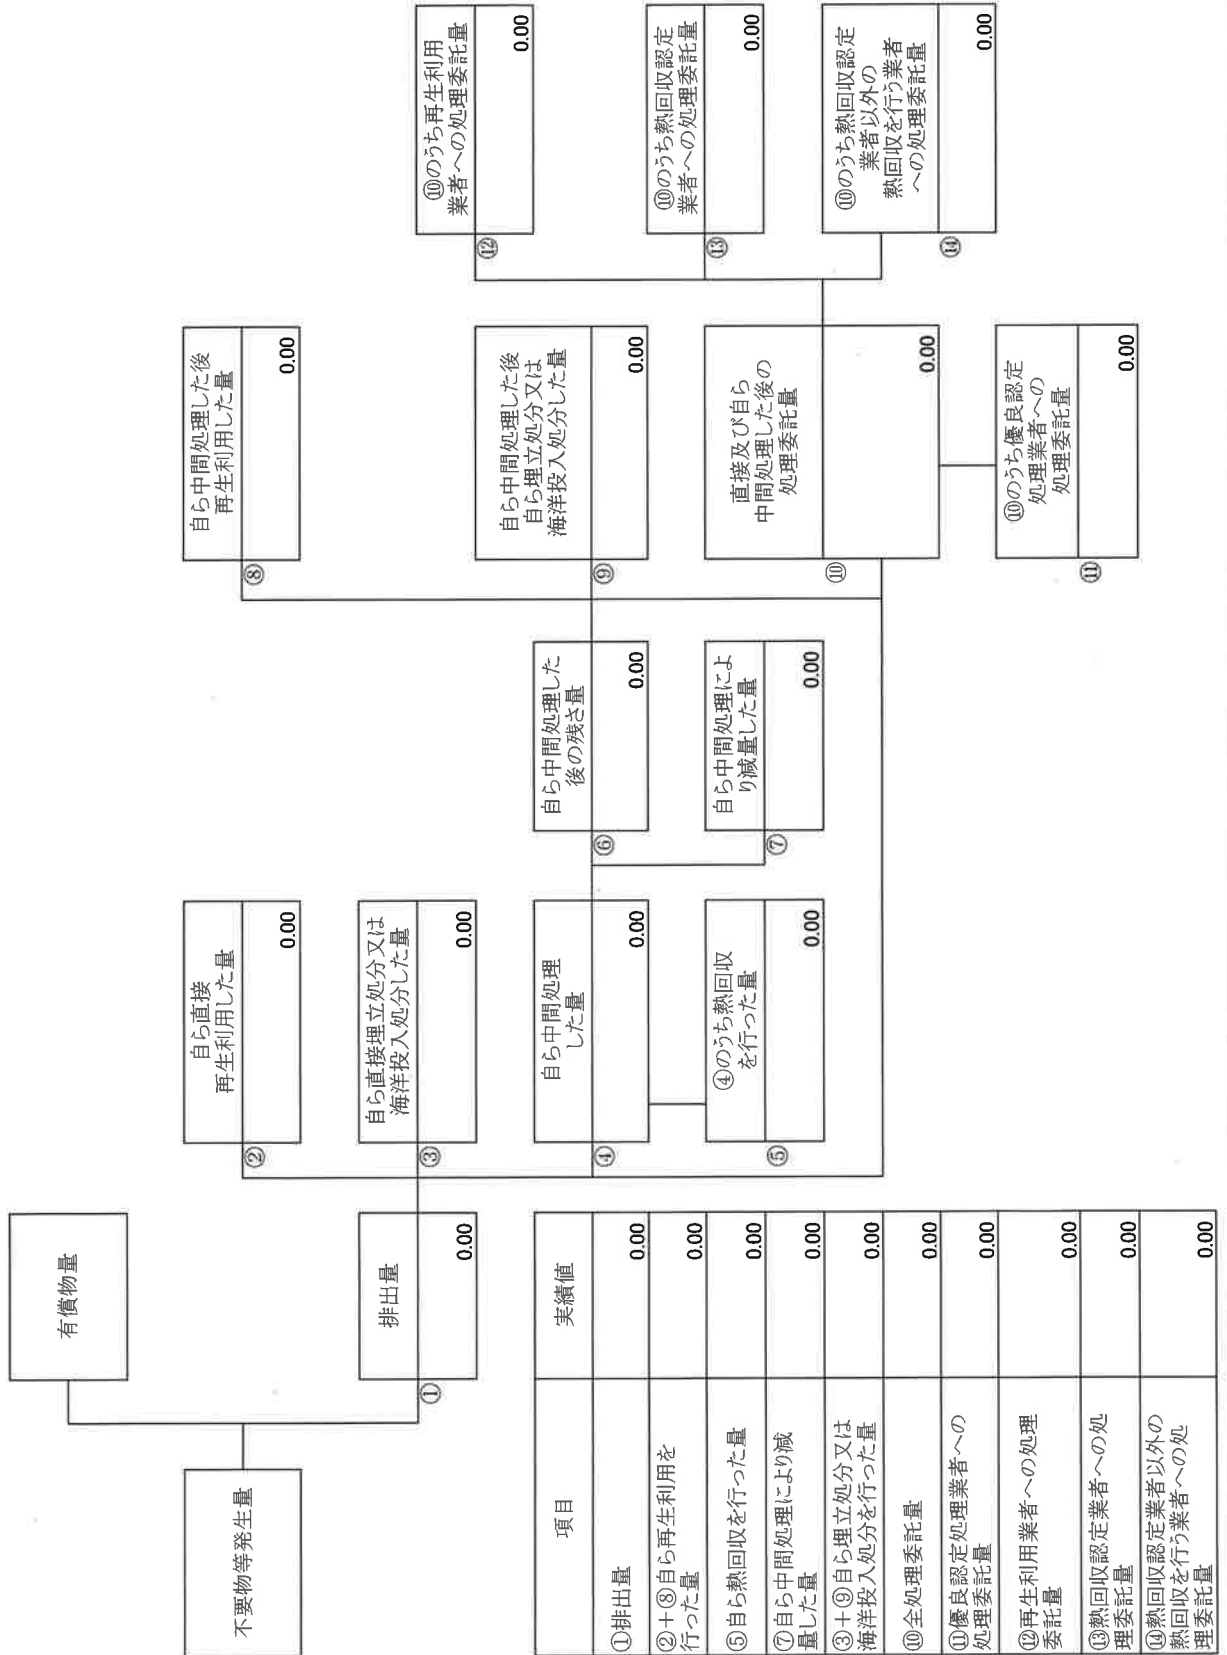 不要物等発生量
有償物量
排出量
①
0.00
自ら直接
再生利用した量
②
0.00
自ら直接埋立処分又は
海洋投入処分した量
③
0.00
自ら中間処理
した量
④
0.00
④のうち熱回収
を行った量
⑤
0.00
自ら中間処理した
後の残さ量
⑥
0.00
自ら中間処理によ
り減量した量
⑦
0.00
自ら中間処理した後
再生利用した量
⑧
0.00
自ら中間処理した後
自ら埋立処分又は
海洋投入処分した量
⑨
0.00
直接及び自ら
中間処理した後の
処理委託量
⑩
0.00
⑩のうち優良認定
処理業者への
処理委託量
⑪
0.00
⑩のうち再生利用
業者への処理委託量
⑫
0.00
⑩のうち熱回収認定
業者への処理委託量
⑬
0.00
⑩のうち熱回収認定
業者以外の
熱回収を行う業者
への処理委託量
⑭
0.00
項目
実績値
①排出量
0.00
②+⑧自ら再生利用を
行った量
0.00
⑤自ら熱回収を行った量
0.00
⑦自ら中間処理により減
量した量
0.00
③+⑨自ら埋立処分又は
海洋投入処分を行った量
0.00
⑩全処理委託量
0.00
⑪優良認定処理業者への
処理委託量
0.00
⑫再生利用業者への処理
委託量
0.00
⑬熱回収認定業者への処
理委託量
0.00
⑭熱回収認定業者以外の
熱回収を行う業者への処
理委託量
0.00